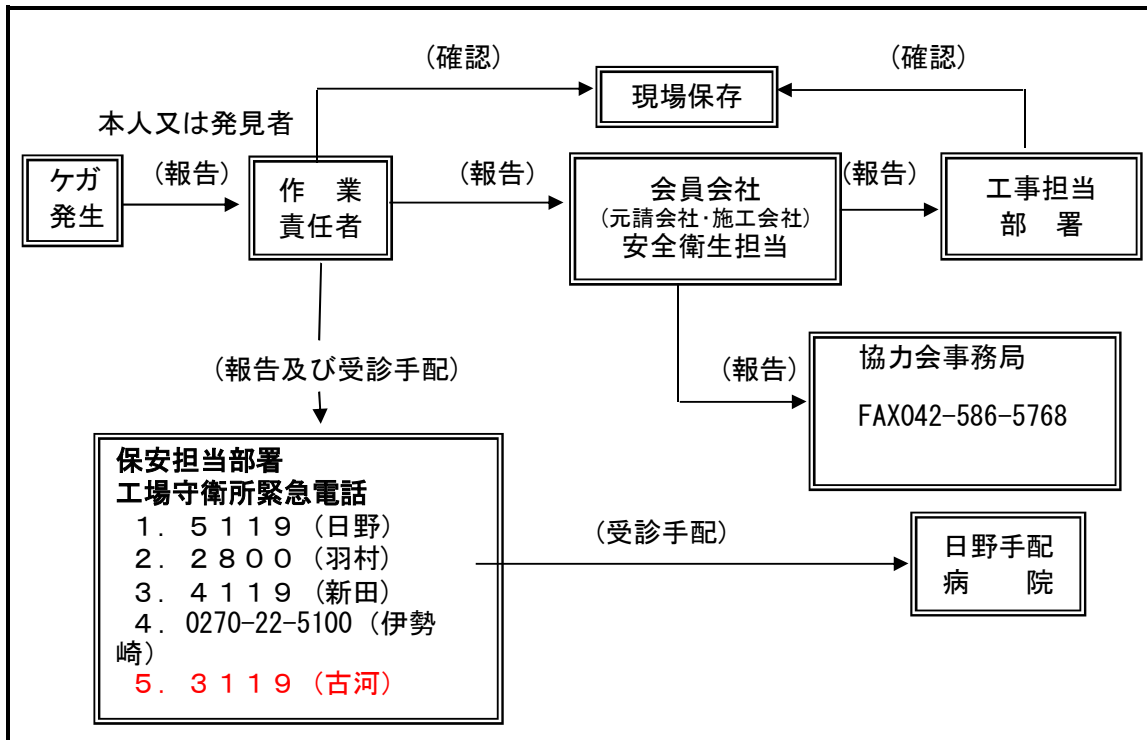 (確認)
(確認)
現場保存
本人又は発見者
ケガ
発生
(報告)
作　業
責任者
(報告)
会員会社
(元請会社・施工会社)
安全衛生担当
(報告)
工事担当
部　署
(報告及び受診手配)
(報告)
協力会事務局
FAX042-586-5768
保安担当部署
工場守衛所緊急電話
１．５１１９（日野）
２．２８００（羽村）
３．４１１９（新田）
４．0270-22-5100（伊勢
崎）
５．３１１９（古河）
(受診手配)
日野手配
病　　院